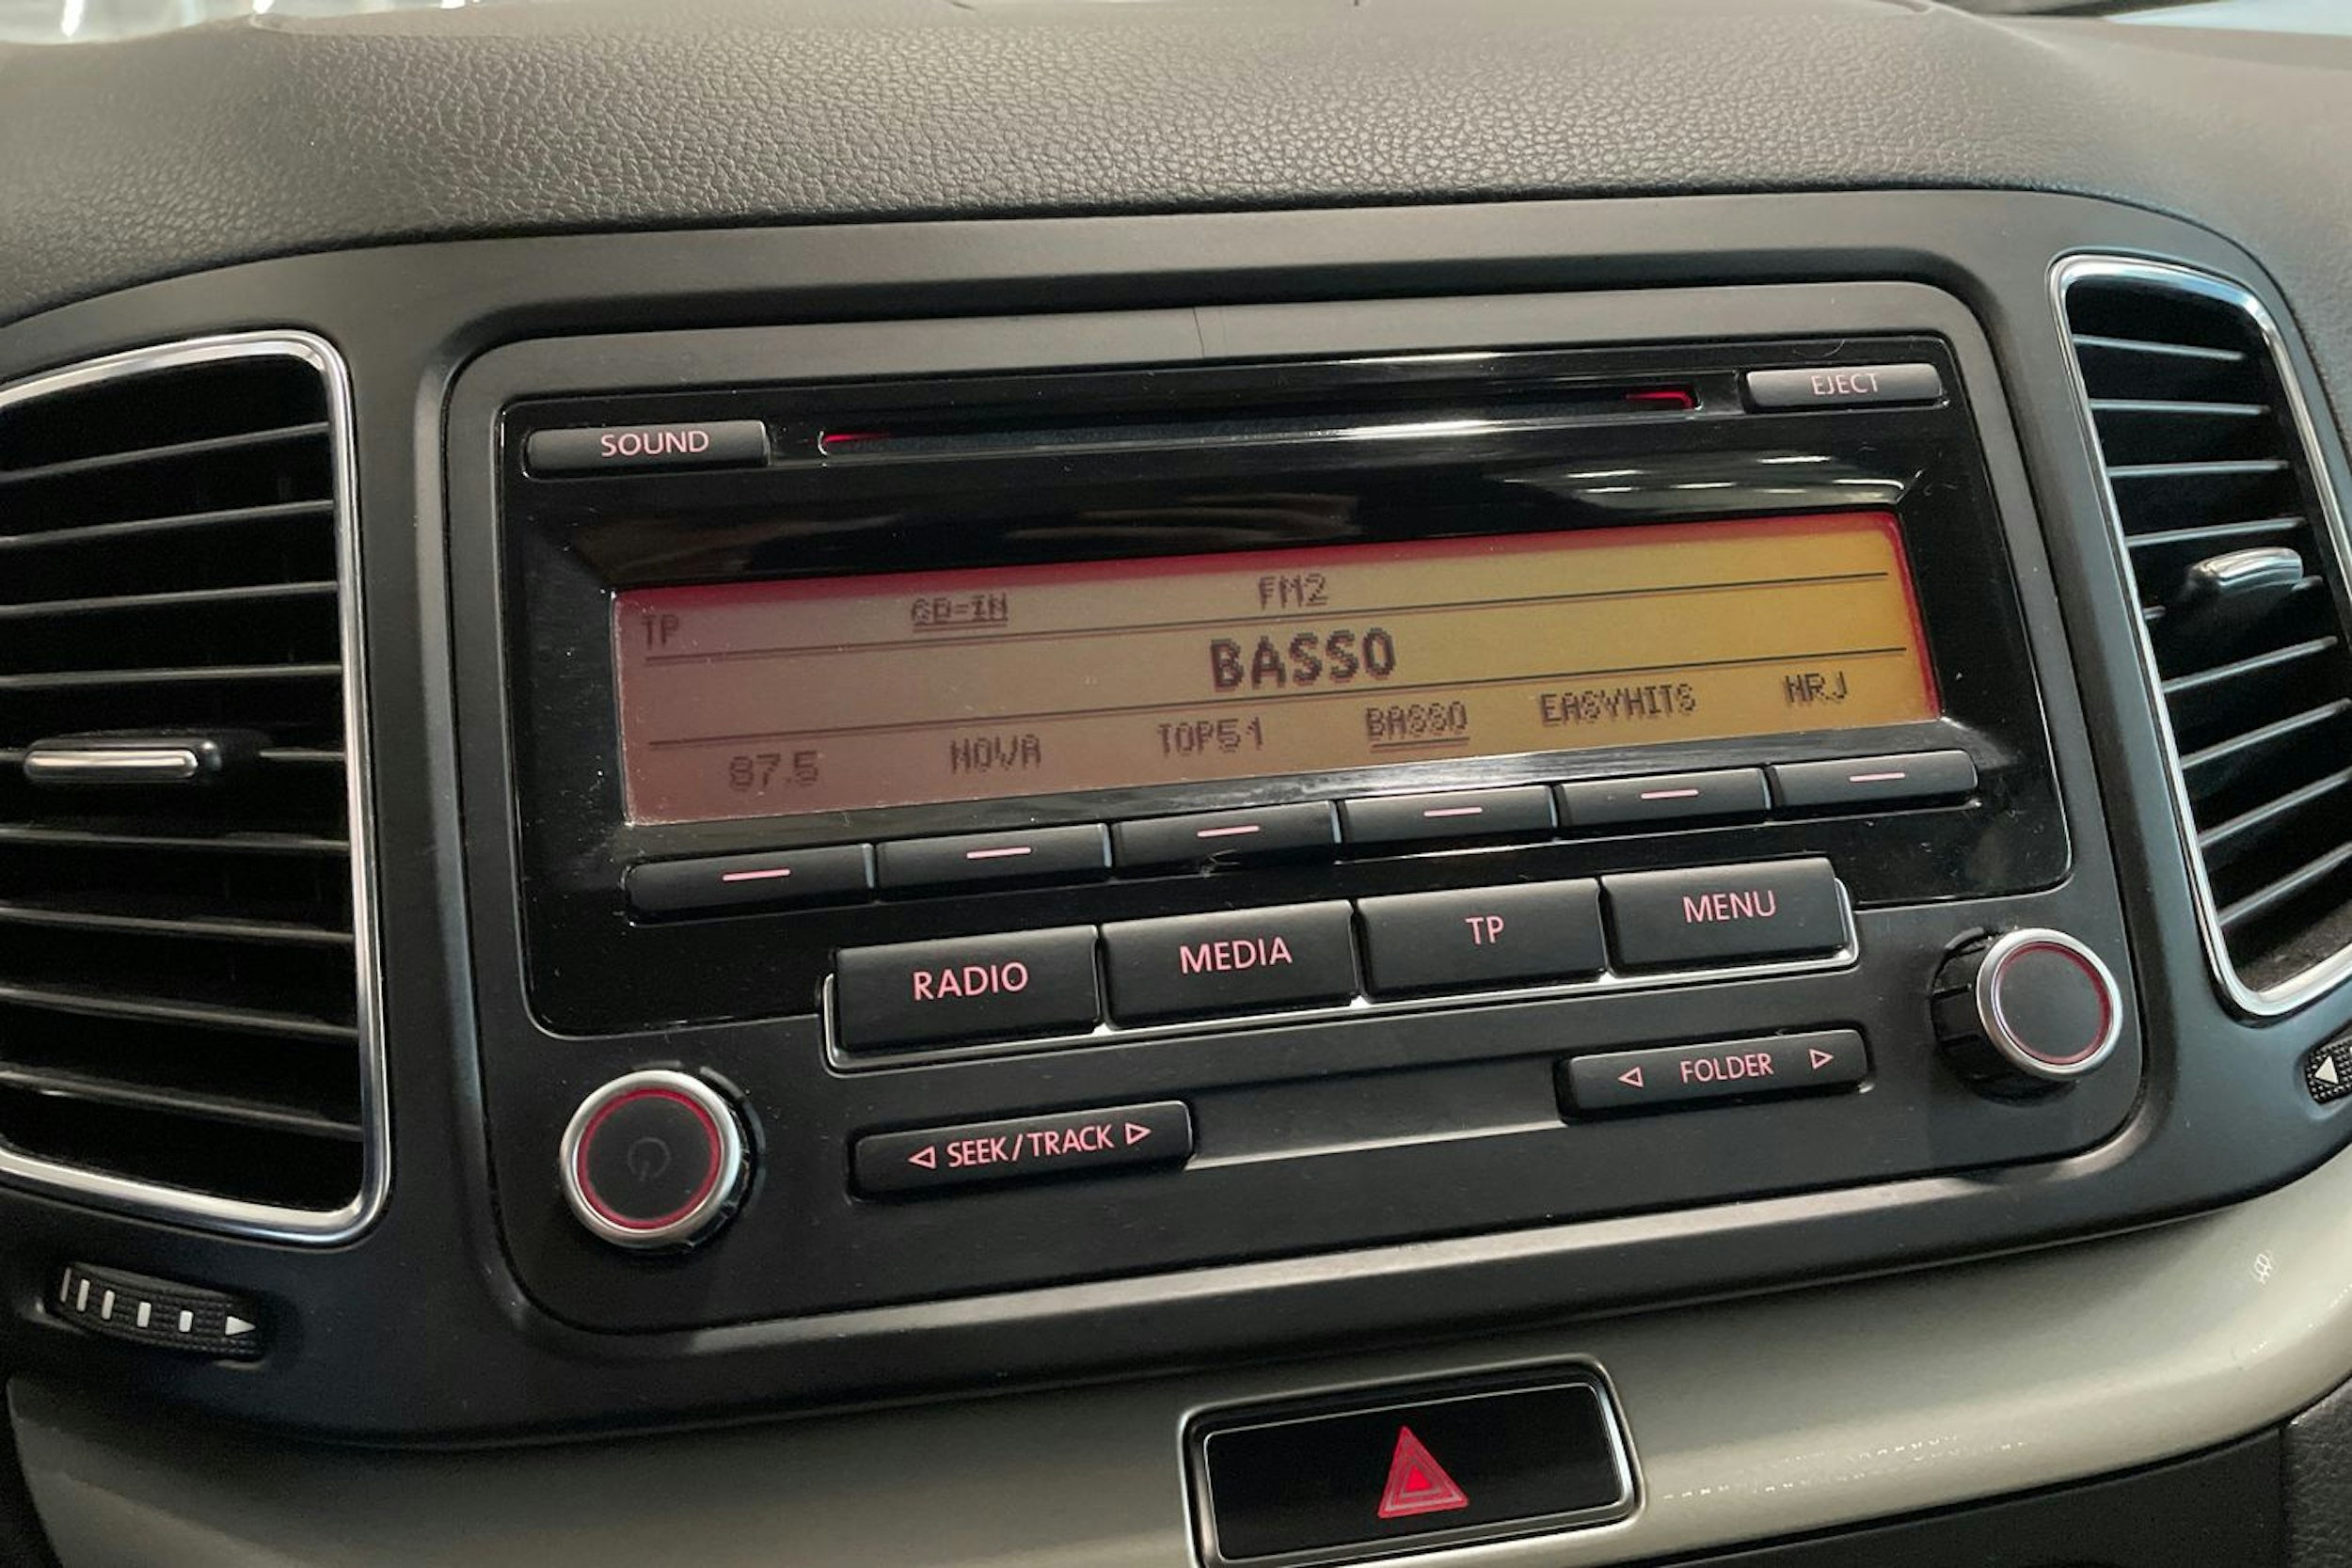 SOUND
EJECT
TP CD-IN FM2
BASSO
87.5 NOVA TOP51 BASSO EASYHITS NRJ
RADIO MEDIA TP MENU
SEEK/TRACK
FOLDER